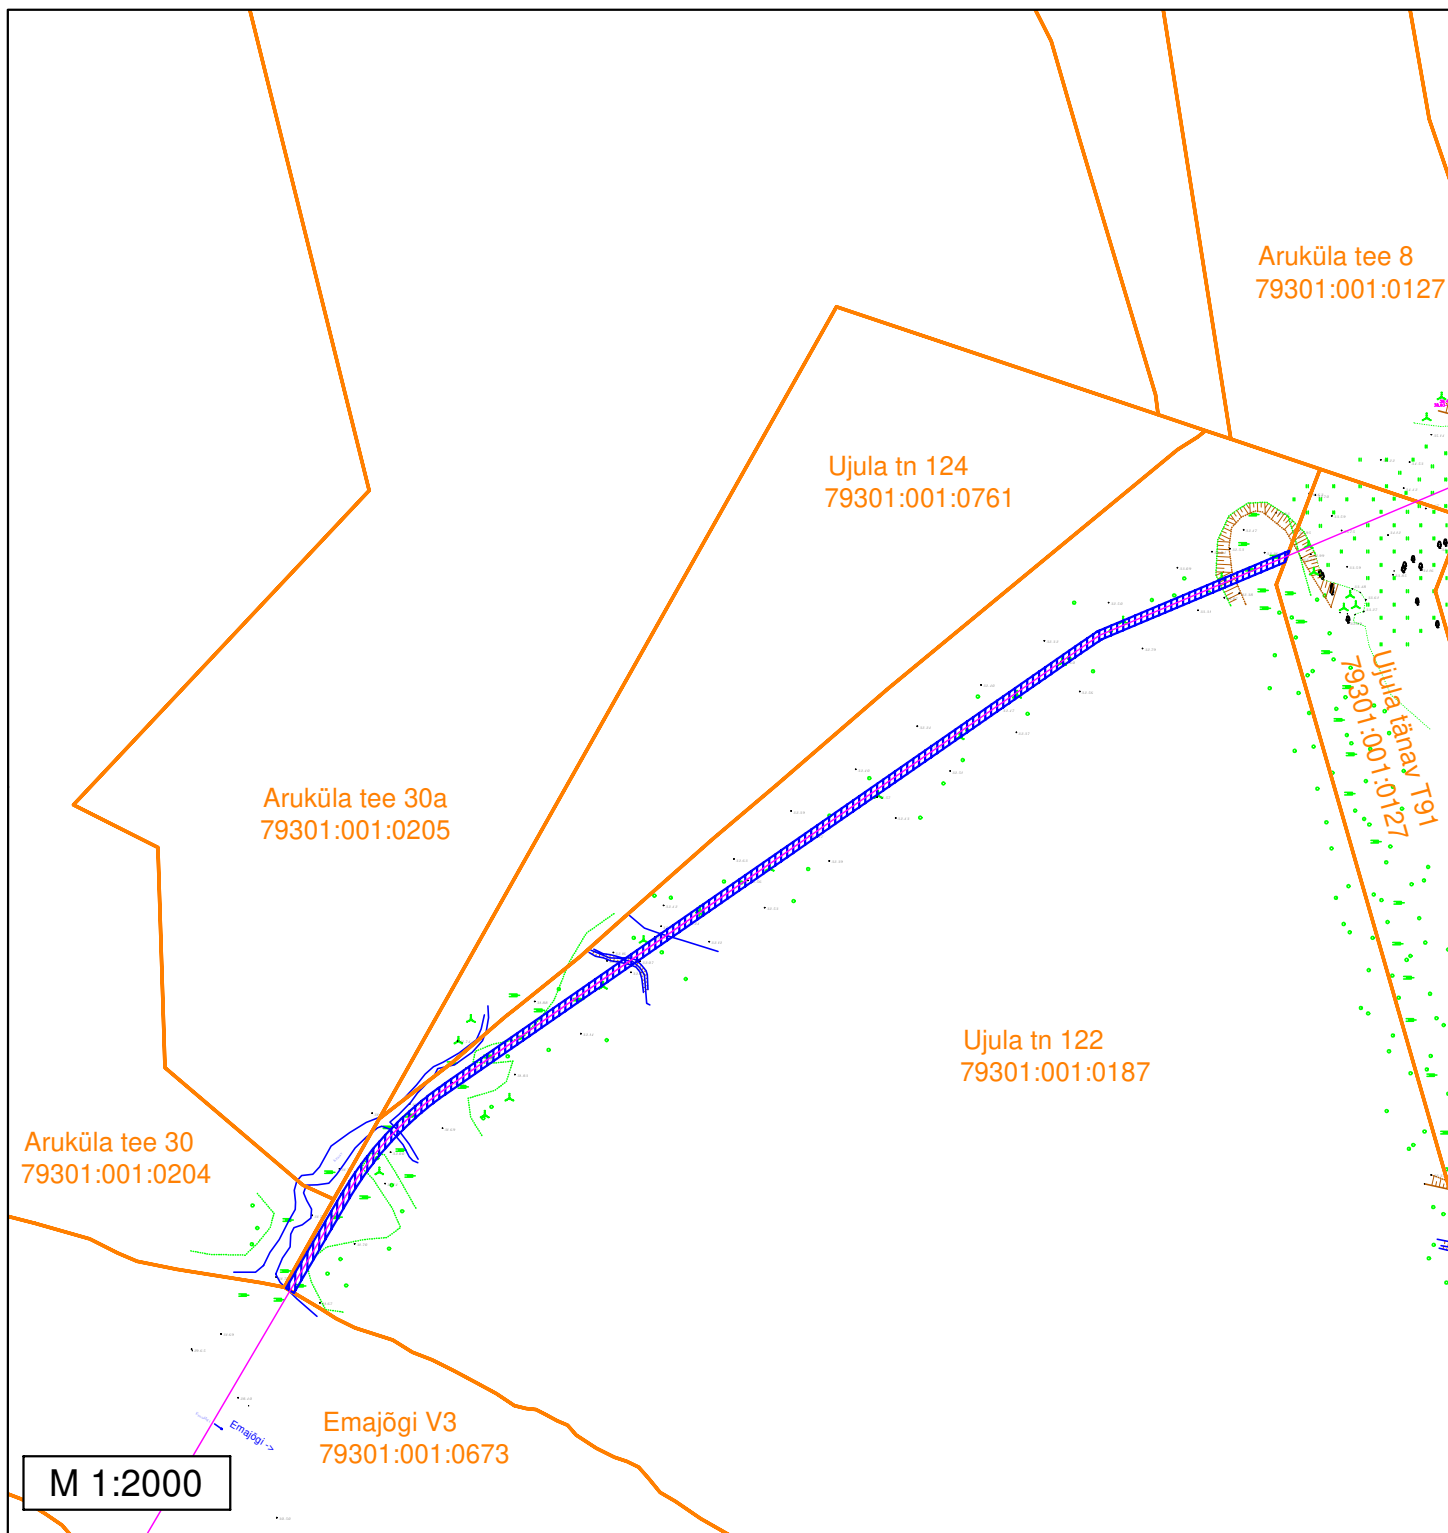 Aruküla tee 8
79301:001:0127
Ujula tn 124
79301:001:0761
Ujula tänav T91
79301:001:0127
Aruküla tee 30a
79301:001:0205
Ujula tn 122
79301:001:0187
Aruküla tee 30
79301:001:0204
Emajõgi V3
79301:001:0673
Emajõgi ->
M 1:2000